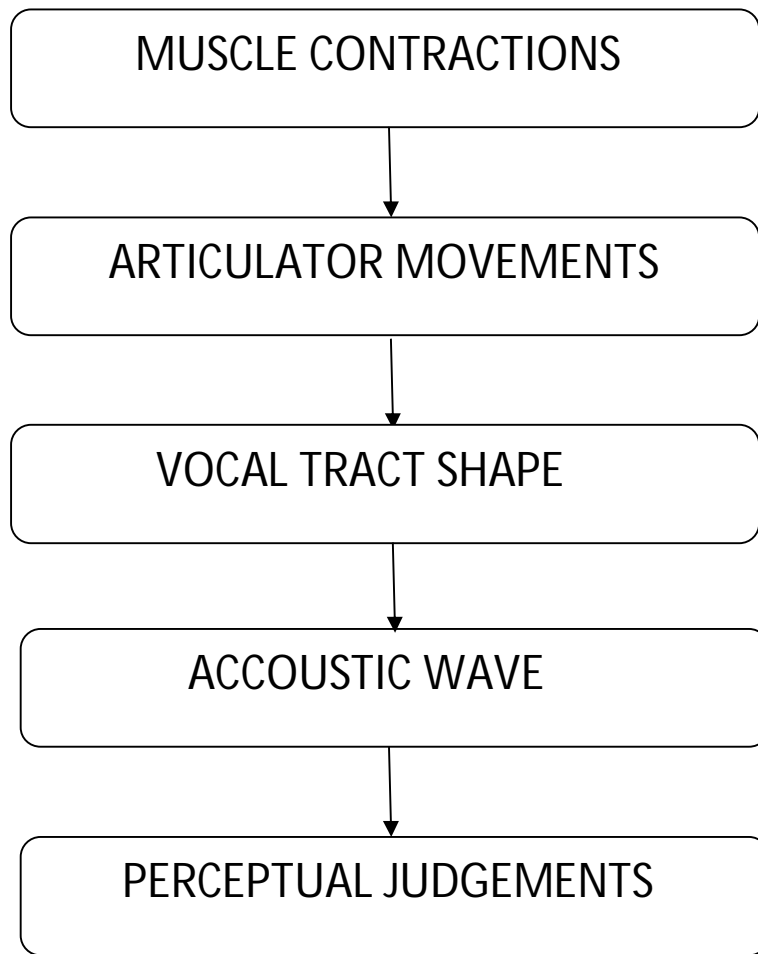 MUSCLE CONTRACTIONS
ARTICULATOR MOVEMENTS
VOCAL TRACT SHAPE
ACCOUSTIC WAVE
PERCEPTUAL JUDGEMENTS